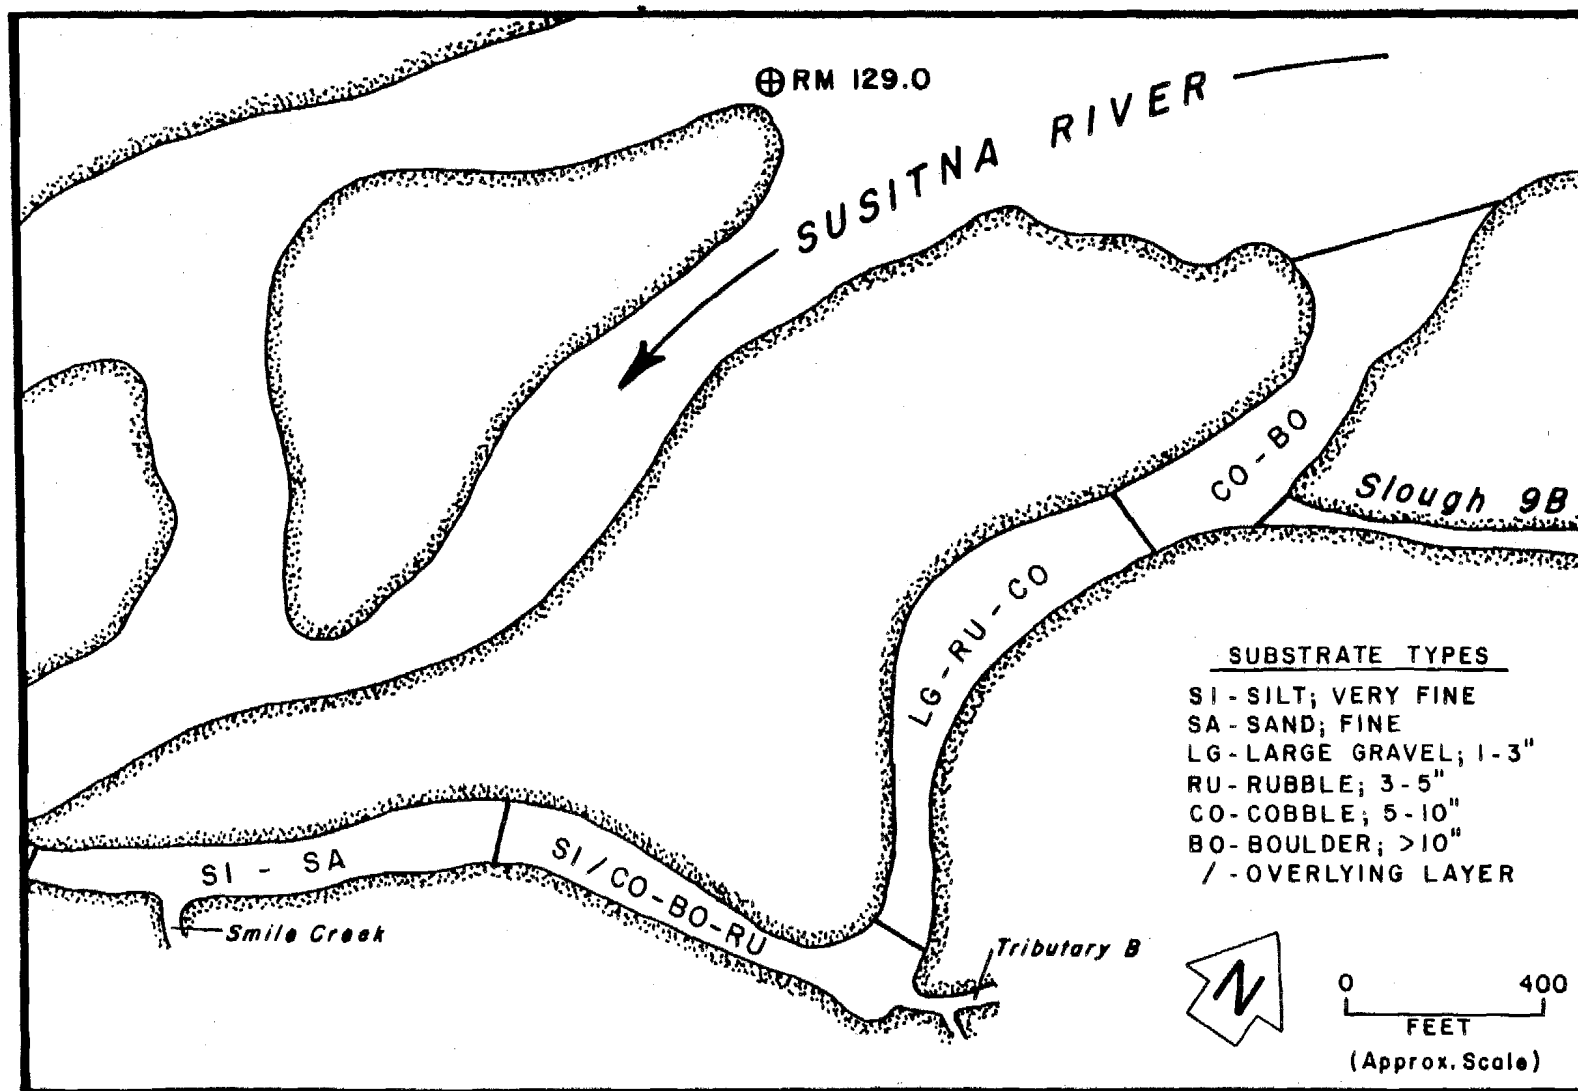 RM 129.0
SUSITNA RIVER
CO-BO
Slough 9B
LG-RU-CO
SUBSTRATE TYPES
SI-SILT; VERY FINE
SA-SAND; FINE
LG-LARGE GRAVEL; 1-3"
RU-RUBBLE; 3-5"
CO-COBBLE; 5-10"
BO-BOULDER; >10"
/ -OVERLYING LAYER
SI - SA
SI/CO-BO-RU
Smile Creek
Tributary B
N
0 400
FEET
(Approx. Scale)